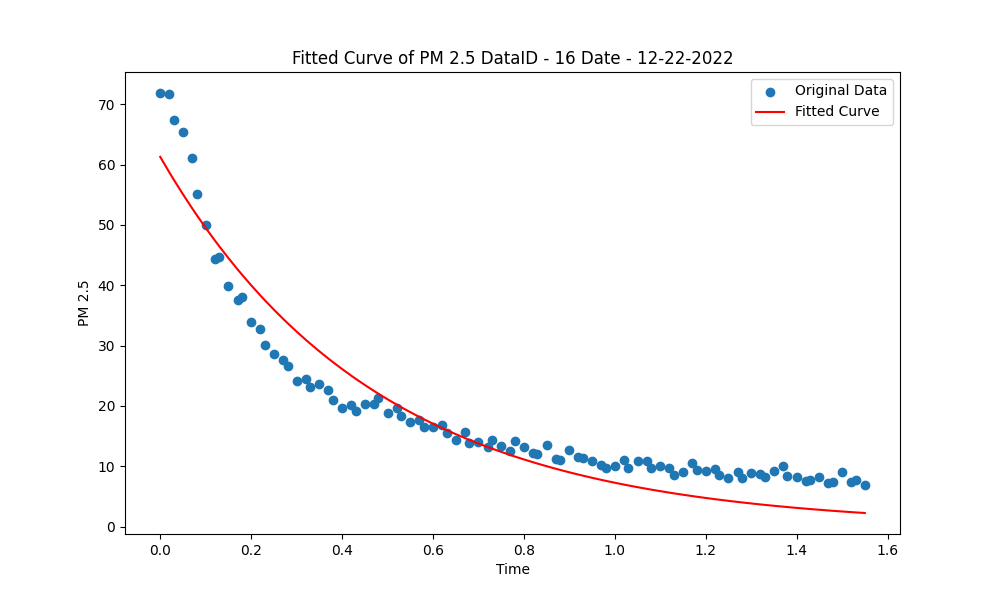 Fitted Curve of PM 2.5 DataID - 16 Date - 12-22-2022
Original Data
Fitted Curve
70
60
50
40
30
20
10
0
PM 2.5
0.0 0.2 0.4 0.6 0.8 1.0 1.2 1.4 1.6
Time